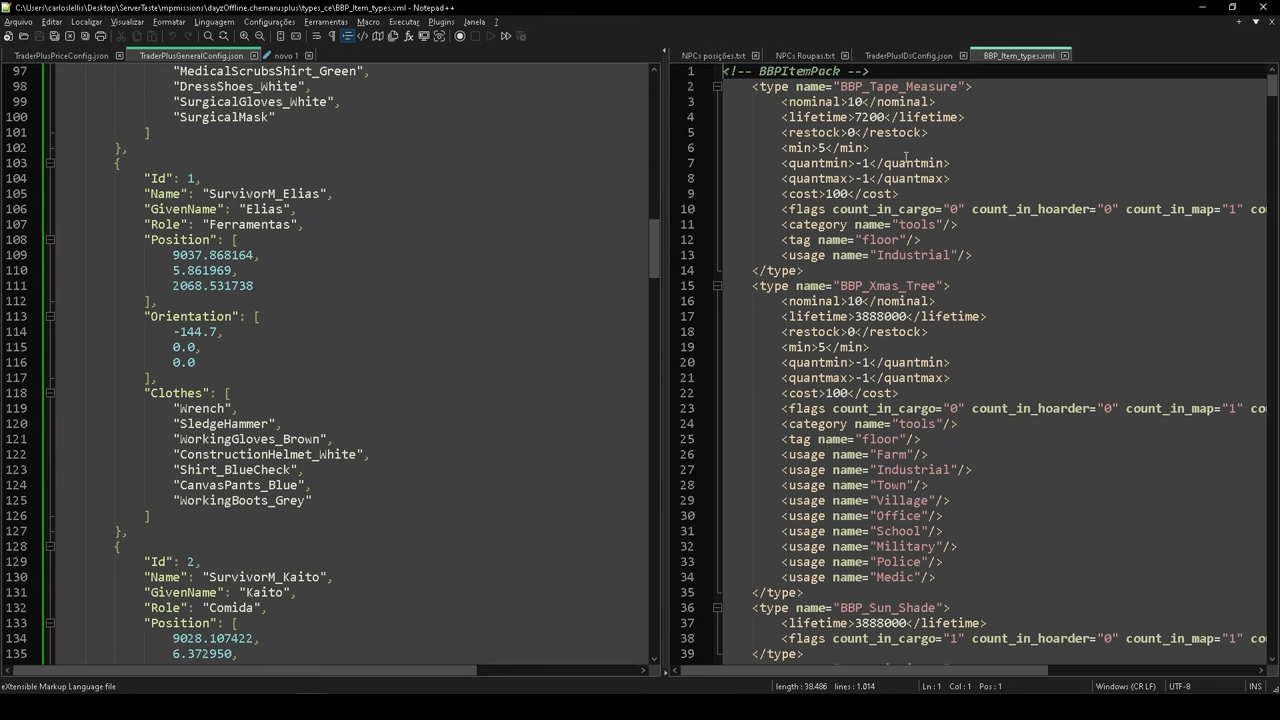 C:\Users\carloslellis\Desktop\ServerTeste\mpmissions\dayzOffline.chernarusplus\types_ce\BBP_Item_types.xml - Notepad++
Arquivo Editar Localizar Visualizar Formatar Linguagem Configurações Ferramentas Macro Executar Plugins Janela ?
TraderPlusPriceConfig.json TraderPlusGeneralConfig.json novo 1
97 "MedicalScrubsShirt_Green",
98 "DressShoes_White",
99 "SurgicalGloves_White",
100 "SurgicalMask"
101 ]
102 },
103 {
104 "Id": 1,
105 "Name": "SurvivorM_Elias",
106 "GivenName": "Elias",
107 "Role": "Ferramentas",
108 "Position": [
109 9037.868164,
110 5.861969,
111 2068.531738
112 ],
113 "Orientation": [
114 -144.7,
115 0.0,
116 0.0
117 ],
118 "Clothes": [
119 "Wrench",
120 "SledgeHammer",
121 "WorkingGloves_Brown",
122 "ConstructionHelmet_White",
123 "Shirt_BlueCheck",
124 "CanvasPants_Blue",
125 "WorkingBoots_Grey"
126 ]
127 },
128 {
129 "Id": 2,
130 "Name": "SurvivorM_Kaito",
131 "GivenName": "Kaito",
132 "Role": "Comida",
133 "Position": [
134 9028.107422,
135 6.372950,
NPCs posições.txt NPCs Roupas.txt TraderPlusIDsConfig.json BBP_Item_types.xml
1 <!-- BBPItemPack -->
2 <type name="BBP_Tape_Measure">
3 <nominal>10</nominal>
4 <lifetime>7200</lifetime>
5 <restock>0</restock>
6 <min>5</min>
7 <quantmin>-1</quantmin>
8 <quantmax>-1</quantmax>
9 <cost>100</cost>
10 <flags count_in_cargo="0" count_in_hoarder="0" count_in_map="1" co
11 <category name="tools"/>
12 <tag name="floor"/>
13 <usage name="Industrial"/>
14 </type>
15 <type name="BBP_Xmas_Tree">
16 <nominal>10</nominal>
17 <lifetime>3888000</lifetime>
18 <restock>0</restock>
19 <min>5</min>
20 <quantmin>-1</quantmin>
21 <quantmax>-1</quantmax>
22 <cost>100</cost>
23 <flags count_in_cargo="0" count_in_hoarder="0" count_in_map="1" co
24 <category name="tools"/>
25 <tag name="floor"/>
26 <usage name="Farm"/>
27 <usage name="Industrial"/>
28 <usage name="Town"/>
29 <usage name="Village"/>
30 <usage name="Office"/>
31 <usage name="School"/>
32 <usage name="Military"/>
33 <usage name="Police"/>
34 <usage name="Medic"/>
35 </type>
36 <type name="BBP_Sun_Shade">
37 <lifetime>3888000</lifetime>
38 <flags count_in_cargo="1" count_in_hoarder="0" count_in_map="1" co
39 </type>
eXtensible Markup Language file length : 38.486 lines : 1.014 Ln : 1 Col : 1 Pos : 1 Windows (CR LF) UTF-8 INS